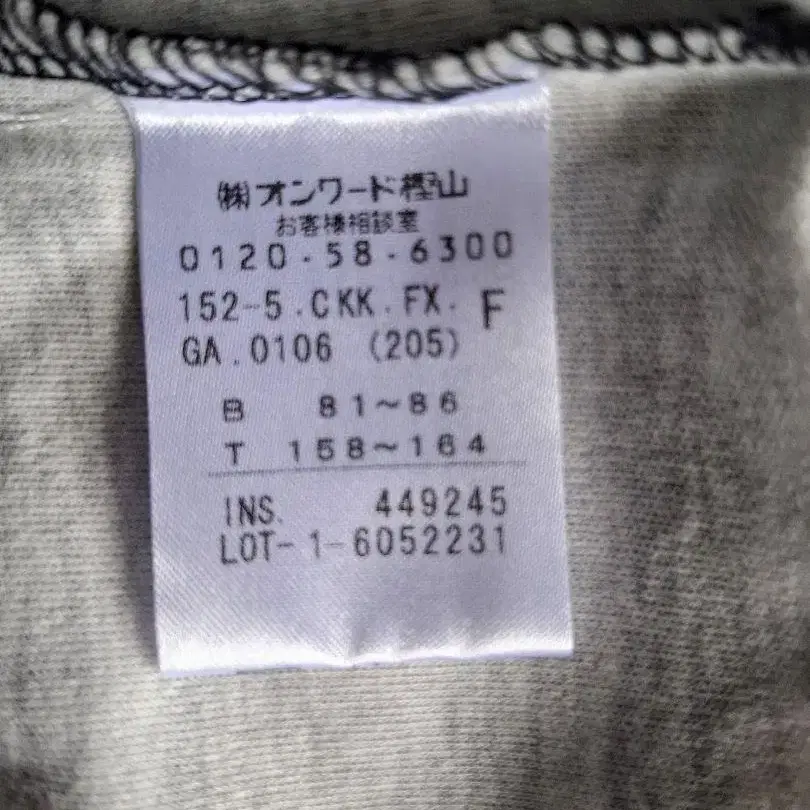 ㈱オンワード樫山
お客様相談室
0120・58・6300
152-5.CKK.FX. F
GA.0106 (205)
B 81~86
T 158~164
INS. 449245
LOT-1-6052231